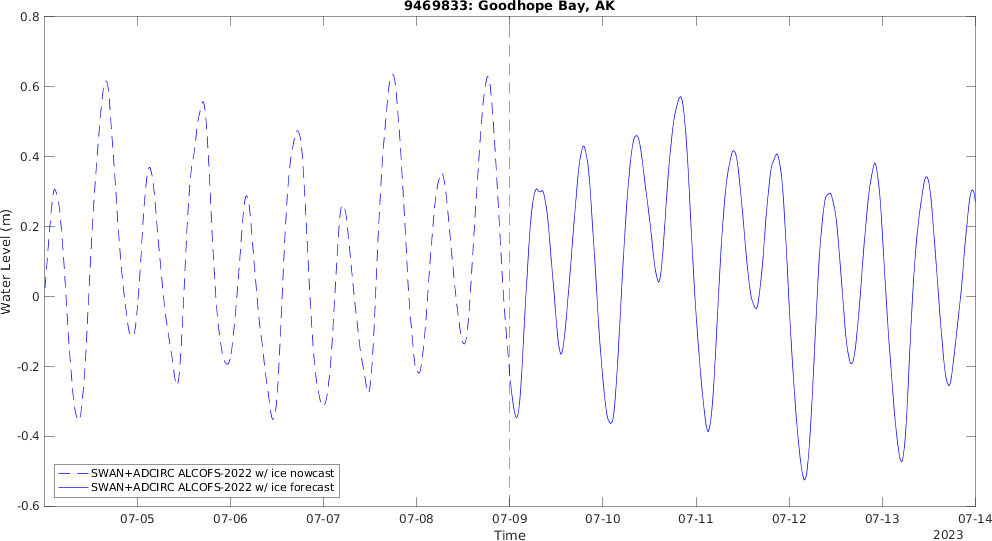 9469833: Goodhope Bay, AK
0.8
0.6
0.4
0.2
0
-0.2
-0.4
-0.6
Water Level (m)
SWAN+ADCIRC ALCOFS-2022 w/ ice nowcast
SWAN+ADCIRC ALCOFS-2022 w/ ice forecast
07-05 07-06 07-07 07-08 07-09 07-10 07-11 07-12 07-13 07-14
Time
2023